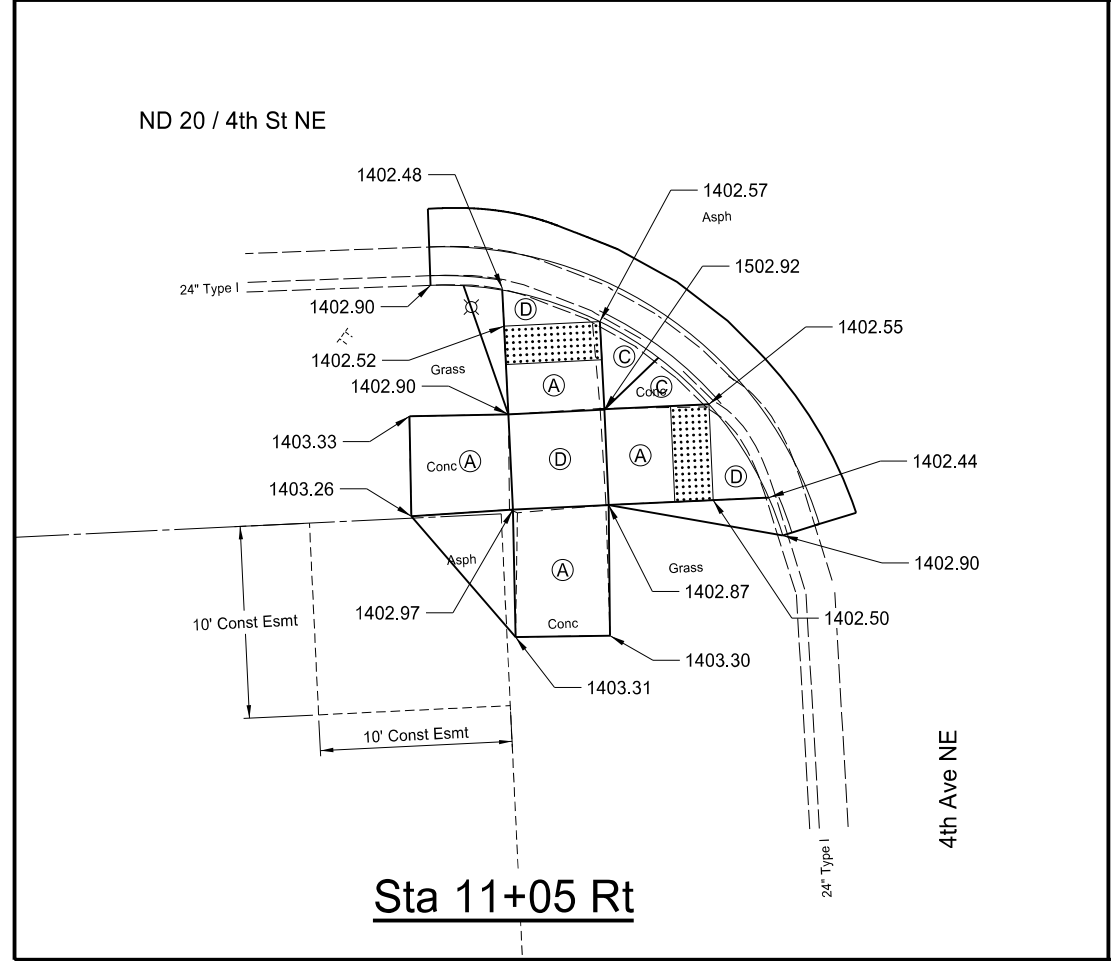 ND 20 / 4th St NE
1402.48
1402.57
Asph
1502.92
24" Type I
1402.90
D
1402.55
1402.52
C
Grass
A
C
Conc
1402.90
1403.33
Conc
A
D
A
D
1402.44
1403.26
Asph
A
Grass
1402.90
1402.87
1402.97
10' Const Esmt
Conc
1402.50
1403.30
1403.31
10' Const Esmt
4th Ave NE
24" Type I
Sta 11+05 Rt